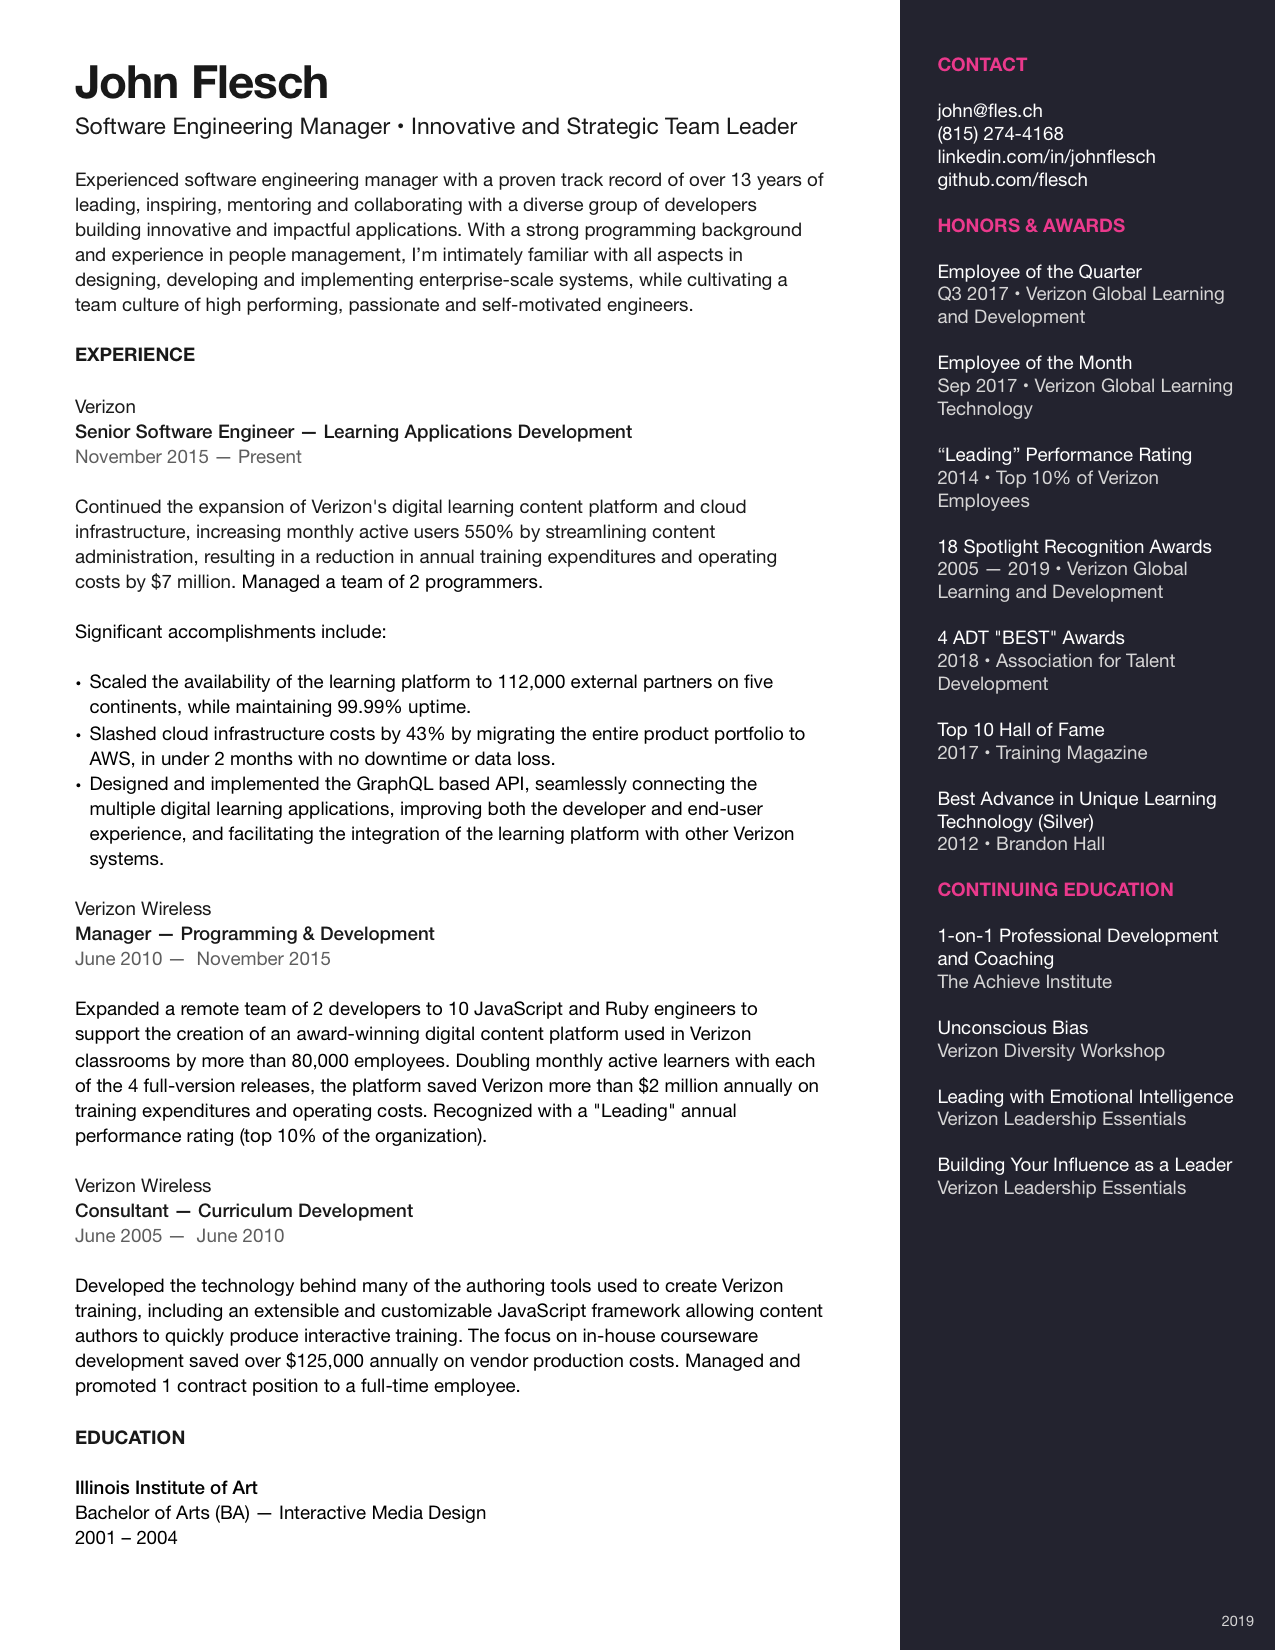 John Flesch
Software Engineering Manager • Innovative and Strategic Team Leader
Experienced software engineering manager with a proven track record of over 13 years of
leading, inspiring, mentoring and collaborating with a diverse group of developers
building innovative and impactful applications. With a strong programming background
and experience in people management, I’m intimately familiar with all aspects in
designing, developing and implementing enterprise-scale systems, while cultivating a
team culture of high performing, passionate and self-motivated engineers.
EXPERIENCE
Verizon
Senior Software Engineer — Learning Applications Development
November 2015 — Present
Continued the expansion of Verizon's digital learning content platform and cloud
infrastructure, increasing monthly active users 550% by streamlining content
administration, resulting in a reduction in annual training expenditures and operating
costs by $7 million. Managed a team of 2 programmers.
Significant accomplishments include:
• Scaled the availability of the learning platform to 112,000 external partners on five
continents, while maintaining 99.99% uptime.
• Slashed cloud infrastructure costs by 43% by migrating the entire product portfolio to
AWS, in under 2 months with no downtime or data loss.
• Designed and implemented the GraphQL based API, seamlessly connecting the
multiple digital learning applications, improving both the developer and end-user
experience, and facilitating the integration of the learning platform with other Verizon
systems.
Verizon Wireless
Manager — Programming & Development
June 2010 — November 2015
Expanded a remote team of 2 developers to 10 JavaScript and Ruby engineers to
support the creation of an award-winning digital content platform used in Verizon
classrooms by more than 80,000 employees. Doubling monthly active learners with each
of the 4 full-version releases, the platform saved Verizon more than $2 million annually on
training expenditures and operating costs. Recognized with a "Leading" annual
performance rating (top 10% of the organization).
Verizon Wireless
Consultant — Curriculum Development
June 2005 — June 2010
Developed the technology behind many of the authoring tools used to create Verizon
training, including an extensible and customizable JavaScript framework allowing content
authors to quickly produce interactive training. The focus on in-house courseware
development saved over $125,000 annually on vendor production costs. Managed and
promoted 1 contract position to a full-time employee.
EDUCATION
Illinois Institute of Art
Bachelor of Arts (BA) — Interactive Media Design
2001 – 2004
CONTACT
john@fles.ch
(815) 274-4168
linkedin.com/in/johnflesch
github.com/flesch
HONORS & AWARDS
Employee of the Quarter
Q3 2017 • Verizon Global Learning
and Development
Employee of the Month
Sep 2017 • Verizon Global Learning
Technology
“Leading” Performance Rating
2014 • Top 10% of Verizon
Employees
18 Spotlight Recognition Awards
2005 — 2019 • Verizon Global
Learning and Development
4 ADT "BEST" Awards
2018 • Association for Talent
Development
Top 10 Hall of Fame
2017 • Training Magazine
Best Advance in Unique Learning
Technology (Silver)
2012 • Brandon Hall
CONTINUING EDUCATION
1-on-1 Professional Development
and Coaching
The Achieve Institute
Unconscious Bias
Verizon Diversity Workshop
Leading with Emotional Intelligence
Verizon Leadership Essentials
Building Your Influence as a Leader
Verizon Leadership Essentials
2019